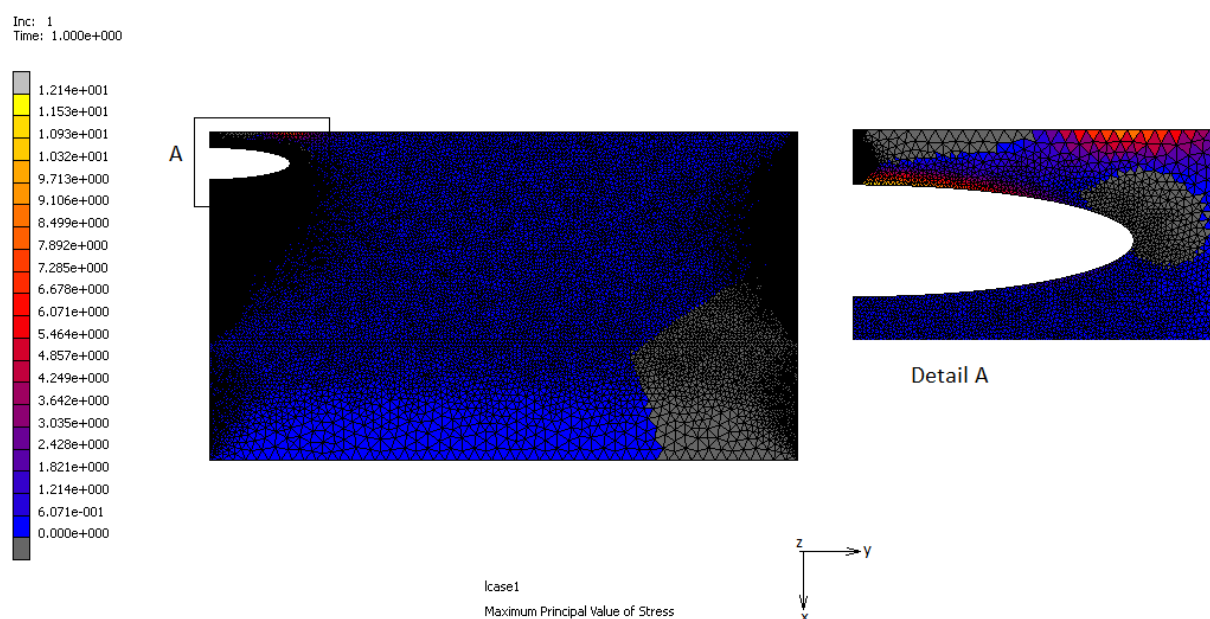 Inc: 1
Time: 1.000e+000
1.214e+001
1.153e+000
1.093e+001
1.032e+001
9.713e+000
9.106e+000
8.499e+000
7.892e+000
7.285e+000
6.678e+000
6.071e+000
5.464e+000
4.857e+000
4.249e+000
3.642e+000
3.035e+000
2.428e+000
1.821e+000
1.214e+000
6.071e-001
0.000e+000
A
Detail A
z
y
x
lcase1
Maximum Principal Value of Stress